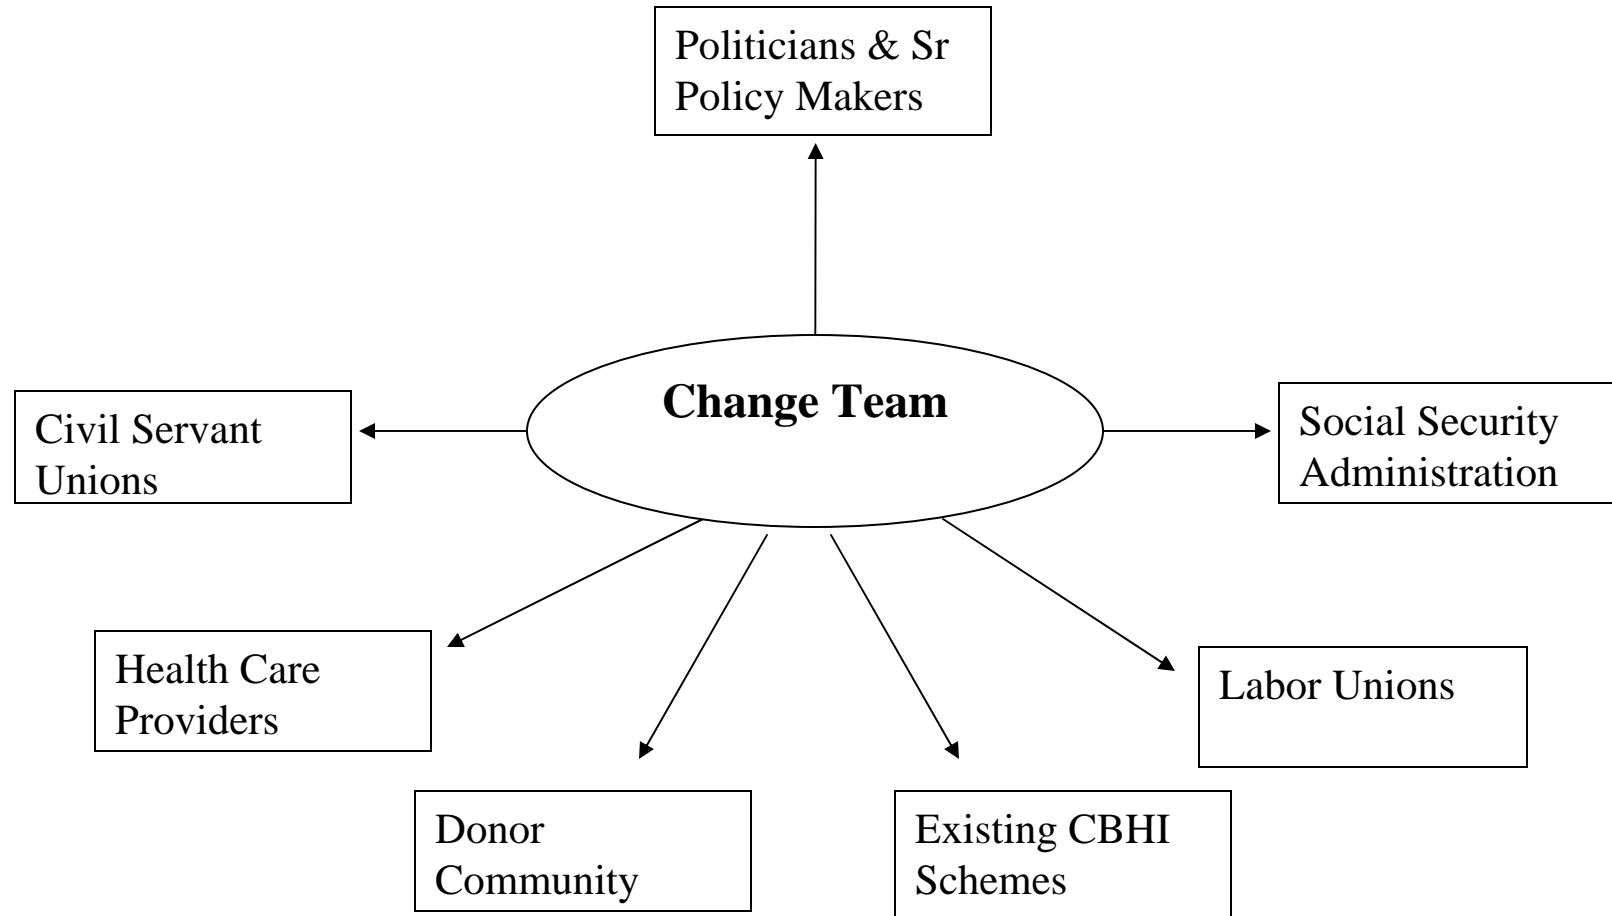 Politicians & Sr
Policy Makers
Change Team
Civil Servant
Unions
Social Security
Administration
Health Care
Providers
Labor Unions
Donor
Community
Existing CBHI
Schemes